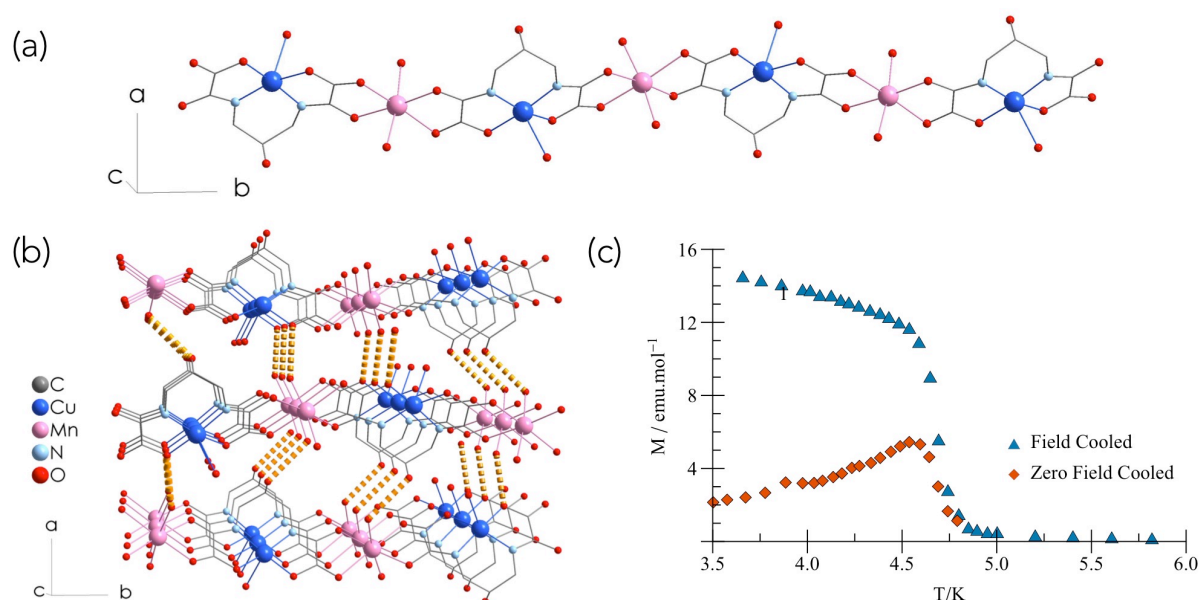 (a)
a
c
b
(b)
C
Cu
Mn
N
O
a
c
b
(c)
16
12
8
4
M / emu.mol⁻¹
Field Cooled
Zero Field Cooled
3.5 4.0 4.5 5.0 5.5 6.0
T/K